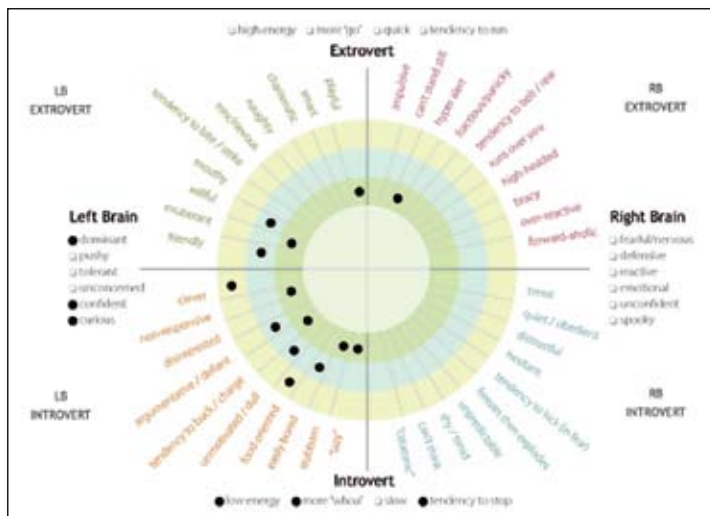 high-energy more "go" quick tendency to run
Extrovert
LB
EXTROVERT
RB
EXTROVERT
tendency to bite / strike
mischievous
naughty
charismatic
smart
playful
mouthy
willful
exuberant
friendly
impulsive
can't stand still
hyper alert
fractious/panicky
tendency to bolt / rear
runs over you
high headed
bracy
over-reactive
forward-aholic
Left Brain
dominant
pushy
tolerant
unconcerned
confident
curious
Right Brain
fearful/nervous
defensive
reactive
emotional
unconfident
spooky
clever
non-responsive
disinterested
argumentative / defiant
tendency to buck / charge
unmotivated / dull
food oriented
easily bored
stubborn
"lazy"
timid
quiet / obedient
distrustful
hesitant
tendency to kick (in fear)
freezes then explodes
unpredictable
shy / timid
can't think
"catatonic"
LB
INTROVERT
RB
INTROVERT
Introvert
low-energy more "whoa" slow tendency to stop